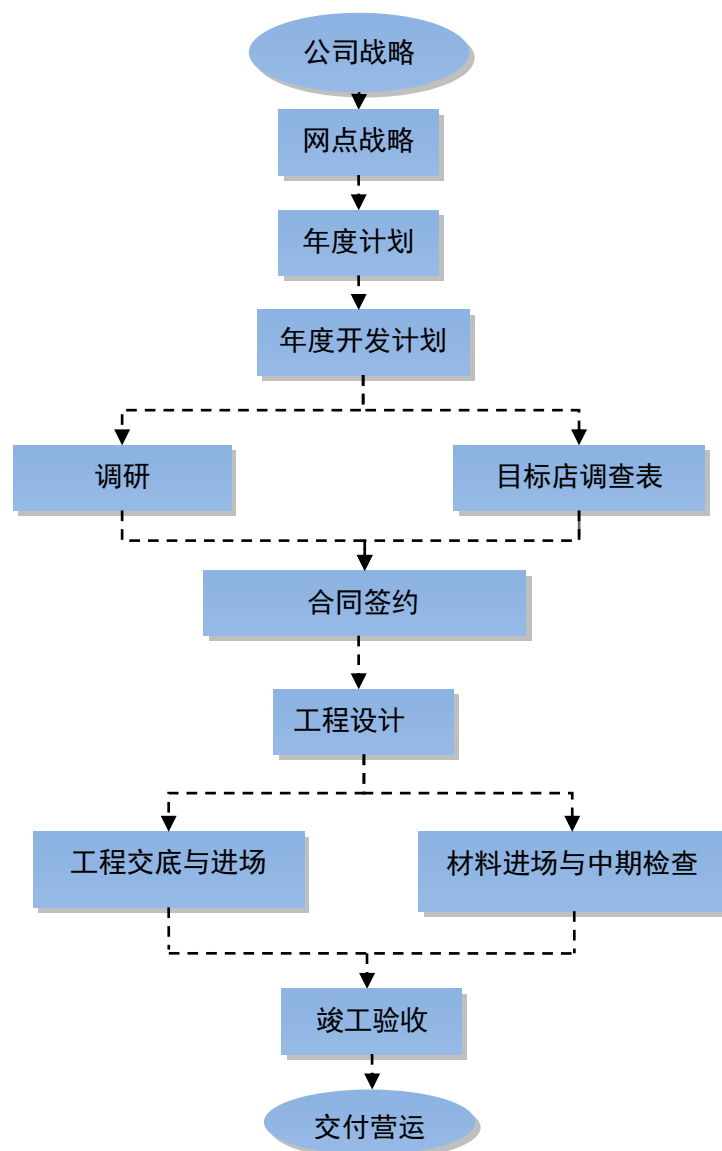 公司战略
网点战略
年度计划
年度开发计划
调研
目标店调查表
合同签约
工程设计
工程交底与进场
材料进场与中期检查
竣工验收
交付营运